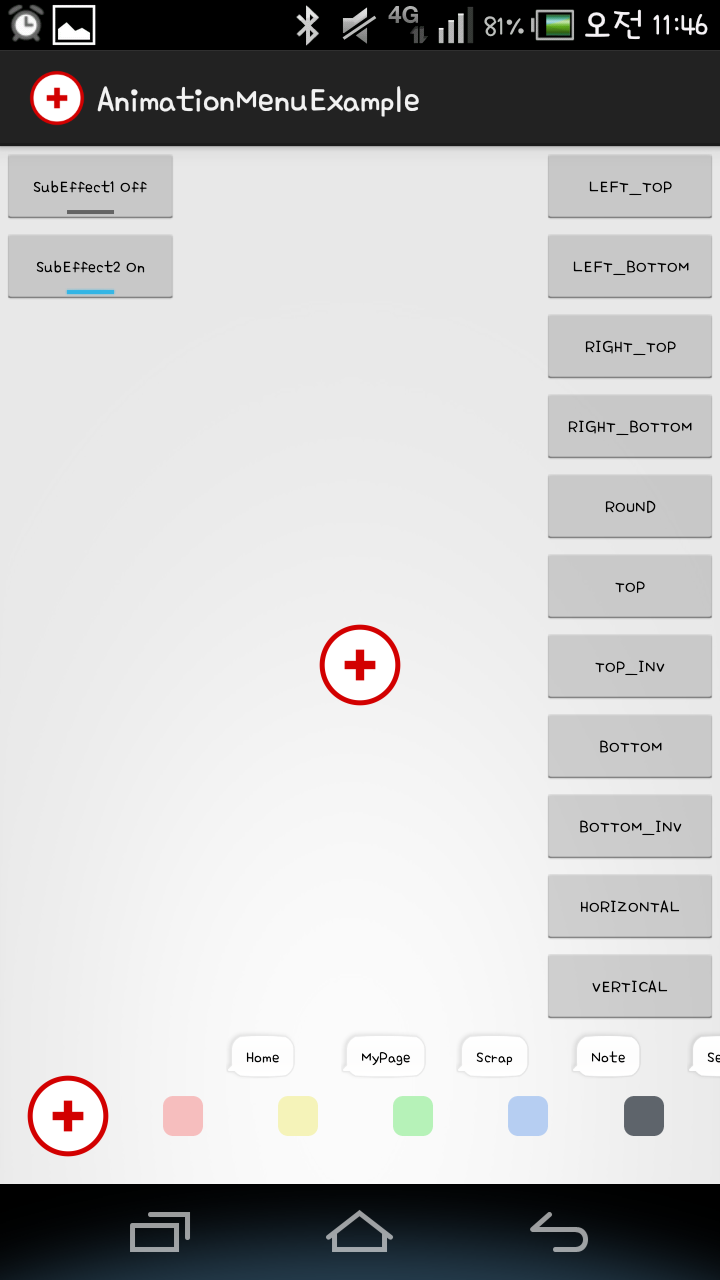 4G 81% 오전 11:46
AnimationMenuExample
SubEffect1 Off
SubEffect2 On
LEFT_TOP
LEFT_BOTTOM
RIGHT_TOP
RIGHT_BOTTOM
ROUND
TOP
TOP_INV
BOTTOM
BOTTOM_INV
HORIZONTAL
VERTICAL
Home MyPage Scrap Note Se